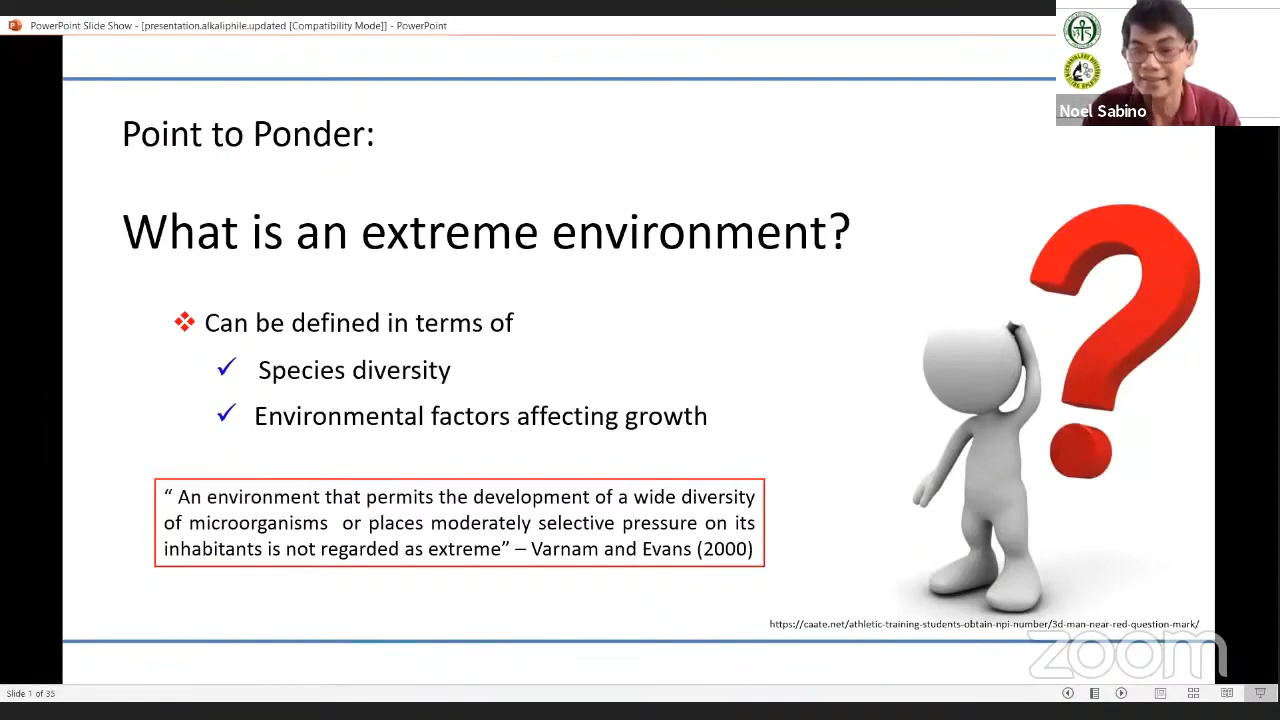 PowerPoint Slide Show - [presentation.alkaliphile.updated [Compatibility Mode]] - PowerPoint
Noel Sabino
Point to Ponder:
What is an extreme environment?
Can be defined in terms of
Species diversity
Environmental factors affecting growth
“ An environment that permits the development of a wide diversity
of microorganisms or places moderately selective pressure on its
inhabitants is not regarded as extreme” – Varnam and Evans (2000)
https://caate.net/athletic-training-students-obtain-npi-number/3d-man-near-red-question-mark/
zoom
Slide 1 of 35